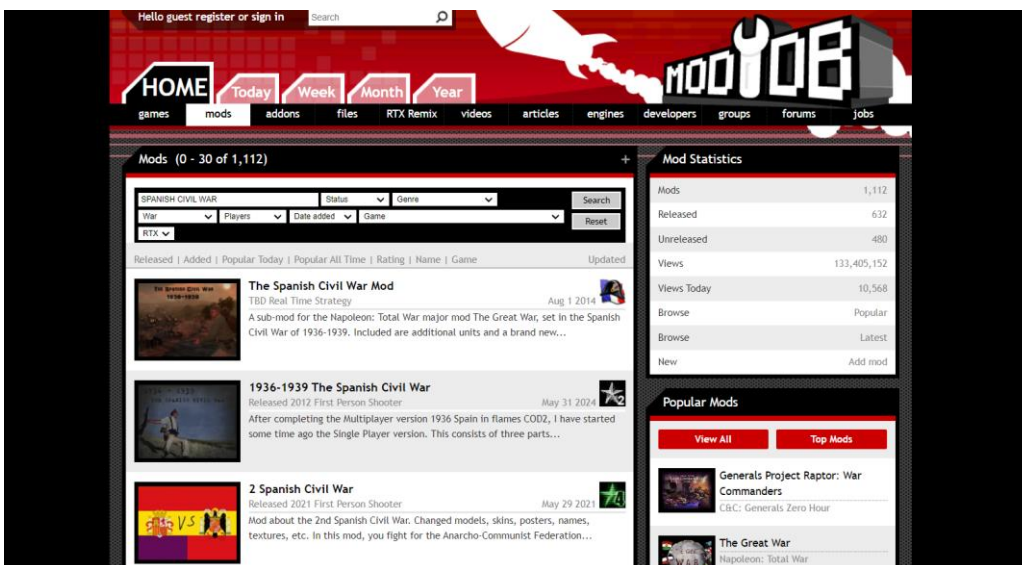 Hello guest register or sign in
Search
MOD DB
HOME Today Week Month Year
games mods addons files RTX Remix videos articles engines developers groups forums jobs
Mods (0 - 30 of 1,112) +
SPANISH CIVIL WAR Status Genre Search
War Players Date added Game Reset
RTX
Released | Added | Popular Today | Popular All Time | Rating | Name | Game Updated
The Spanish Civil War
1936-1939
The Spanish Civil War Mod
TBD Real Time Strategy Aug 1 2014
A sub-mod for the Napoleon: Total War major mod The Great War, set in the Spanish
Civil War of 1936-1939. Included are additional units and a brand new...
1936-1939 The Spanish Civil War
Released 2012 First Person Shooter May 31 2024
2
After completing the Multiplayer version 1936 Spain in flames COD2, I have started
some time ago the Single Player version. This consists of three parts...
VS
2 Spanish Civil War
Released 2021 First Person Shooter May 29 2021
4
Mod about the 2nd Spanish Civil War. Changed models, skins, posters, names,
textures, etc. In this mod, you fight for the Anarcho-Communist Federation...
Mod Statistics
Mods 1,112
Released 632
Unreleased 480
Views 133,405,152
Views Today 10,568
Browse Popular
Browse Latest
New Add mod
Popular Mods
View All Top Mods
Generals Project Raptor: War
Commanders
C&C: Generals Zero Hour
The Great War
Napoleon: Total War